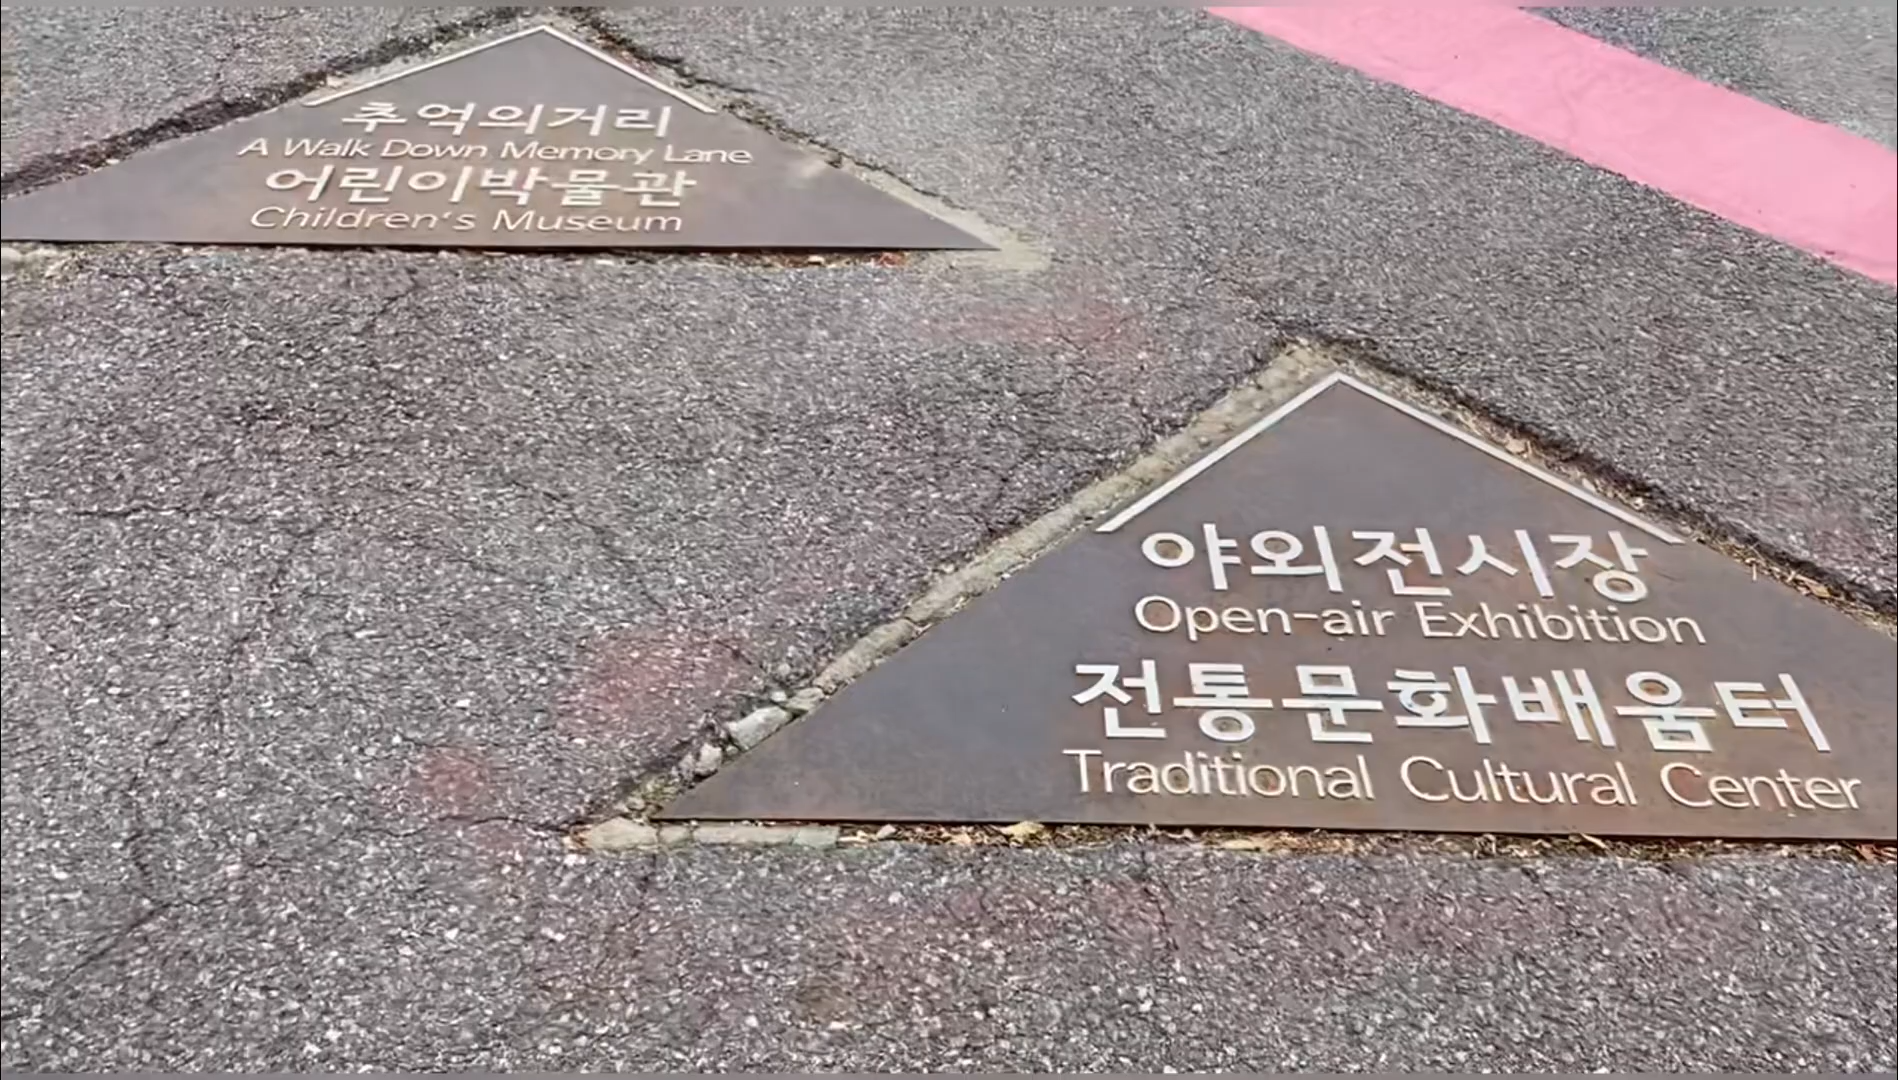 추억의거리
A Walk Down Memory Lane
어린이박물관
Children's Museum
야외전시장
Open-air Exhibition
전통문화배움터
Traditional Cultural Center